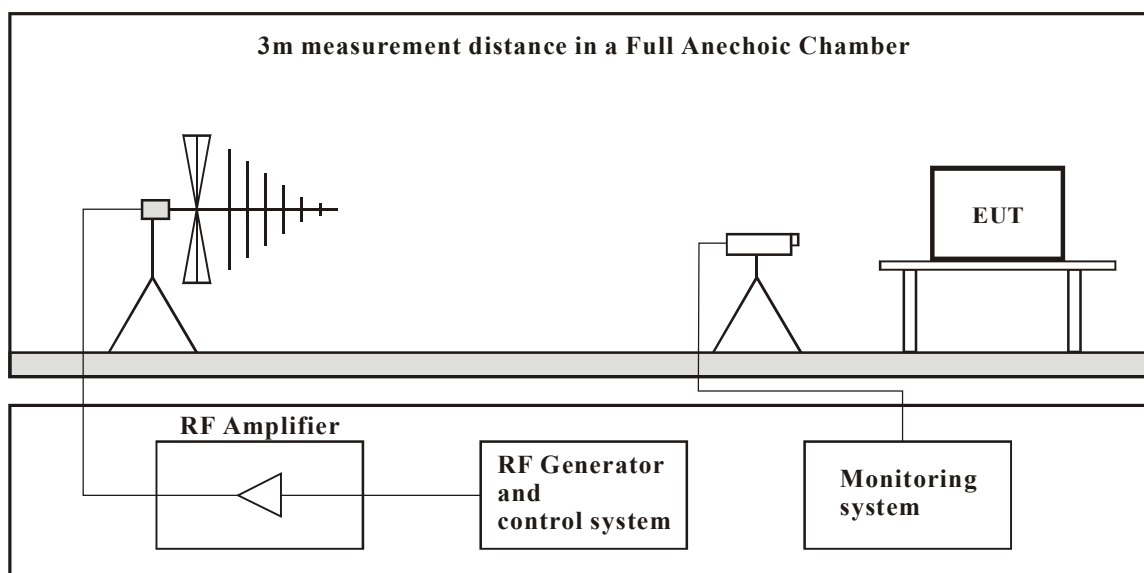 3m measurement distance in a Full Anechoic Chamber
EUT
RF Amplifier
RF Generator
and
control system
Monitoring
system